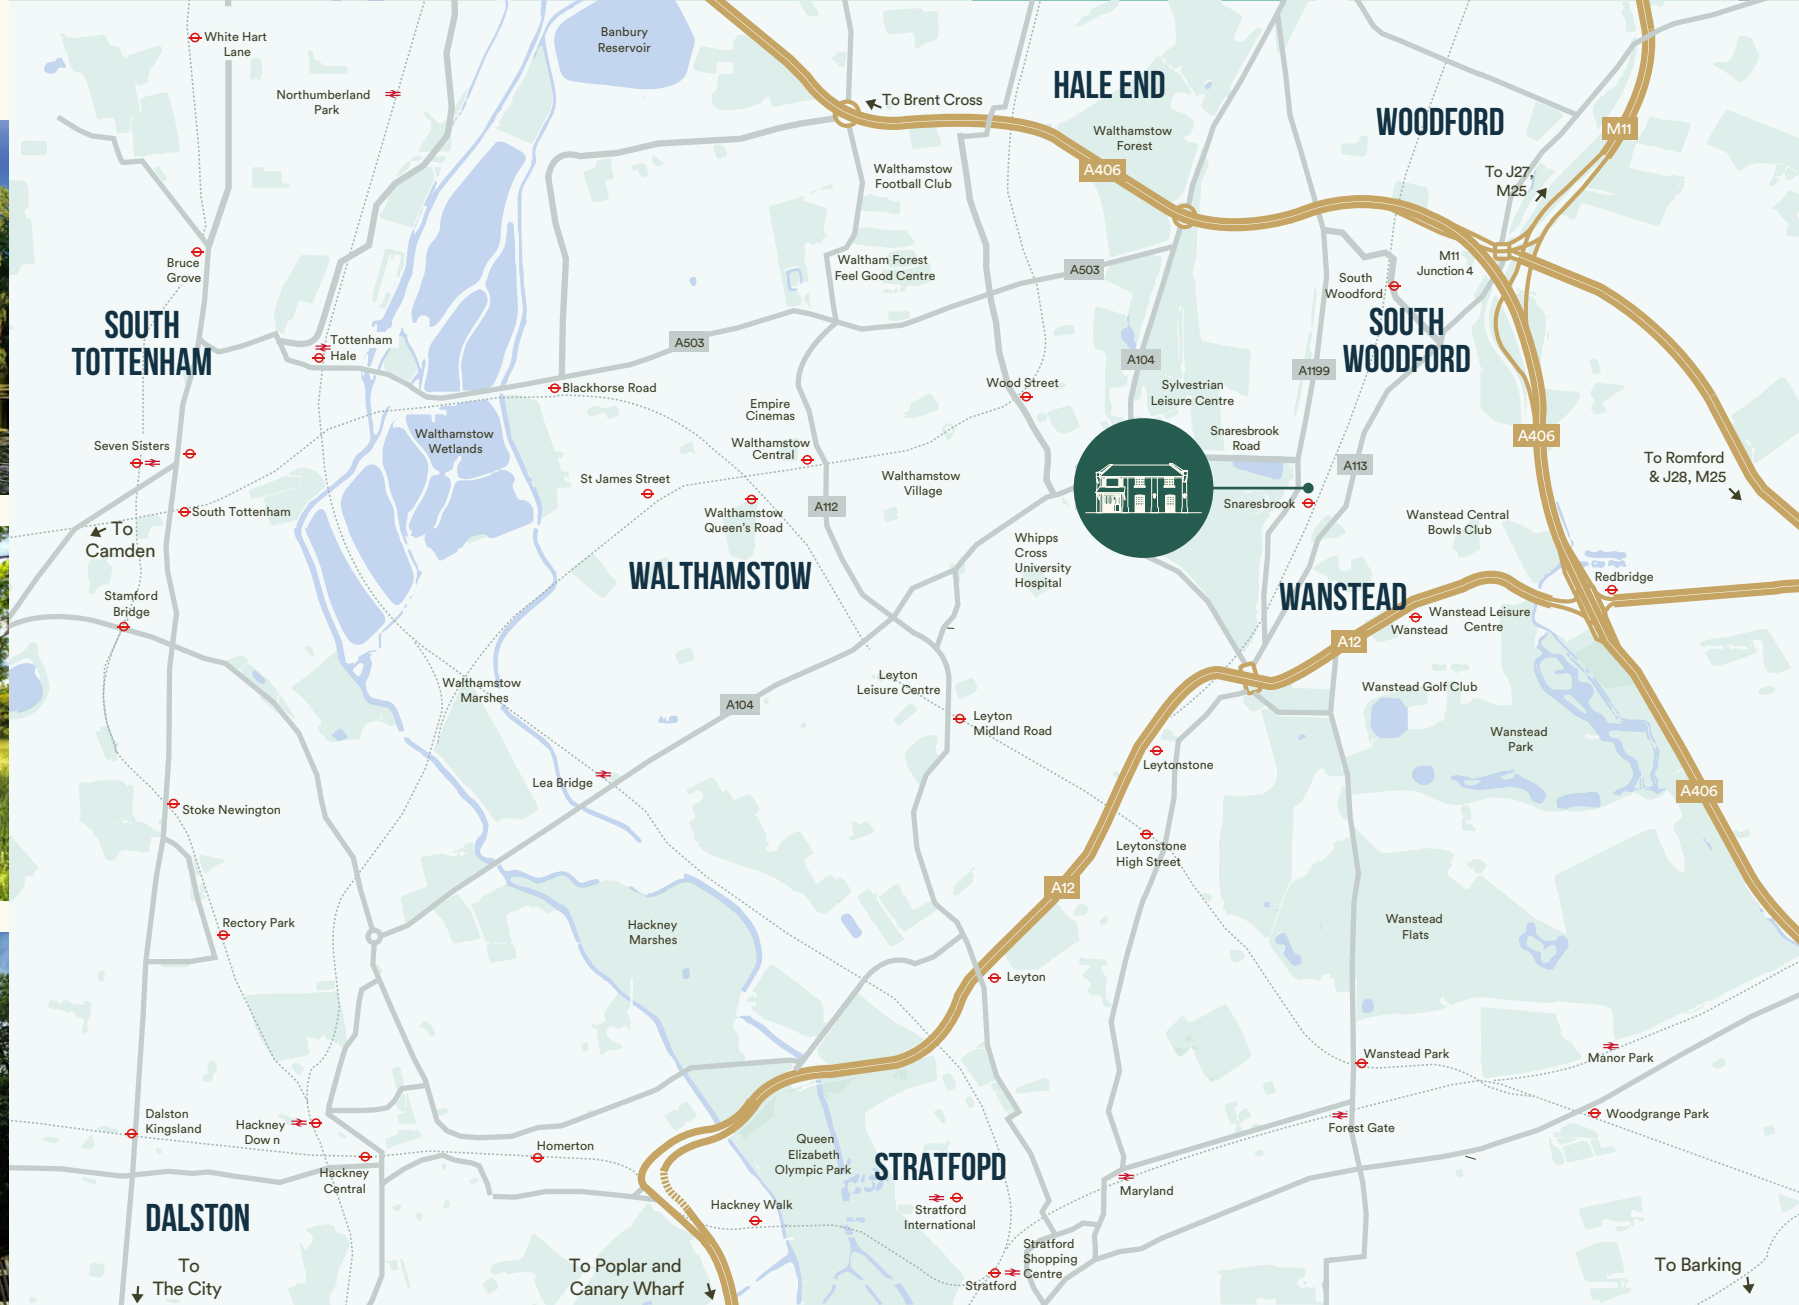 White Hart
Lane
Northumberland
Park
Banbury
Reservoir
To Brent Cross
HALE END
Walthamstow
Forest
WOODFORD
M11
A406
To J27,
M25
Walthamstow
Football Club
Bruce
Grove
Waltham Forest
Feel Good Centre
A503
M11
Junction 4
South
Woodford
SOUTH
TOTTENHAM
Tottenham
Hale
A503
SOUTH
WOODFORD
A104
A1199
Blackhorse Road
Wood Street
Sylvestrian
Leisure Centre
Empire
Cinemas
Walthamstow
Central
Walthamstow
Wetlands
Seven Sisters
Snaresbrook
Road
A406
A113
To Romford
& J28, M25
St James Street
Walthamstow
Village
South Tottenham
Walthamstow
Queen's Road
A112
Snaresbrook
Wanstead Central
Bowls Club
To
Camden
Whipps
Cross
University
Hospital
WALTHAMSTOW
Stamford
Bridge
WANSTEAD
Redbridge
Wanstead Leisure
Centre
Wanstead
A12
Walthamstow
Marshes
Leyton
Leisure Centre
Wanstead Golf Club
A104
Leyton
Midland Road
Wanstead
Park
Leytonstone
Lea Bridge
A406
Stoke Newington
Leytonstone
High Street
A12
Rectory Park
Hackney
Marshes
Wanstead
Flats
Leyton
Wanstead Park
Manor Park
Dalston
Kingsland
Hackney
Dow n
Woodgrange Park
Forest Gate
Homerton
Queen
Elizabeth
Olympic Park
STRATFOPD
Hackney
Central
Maryland
Hackney Walk
Stratford
International
DALSTON
Stratford
Shopping
Centre
Stratford
To
The City
To Poplar and
Canary Wharf
To Barking